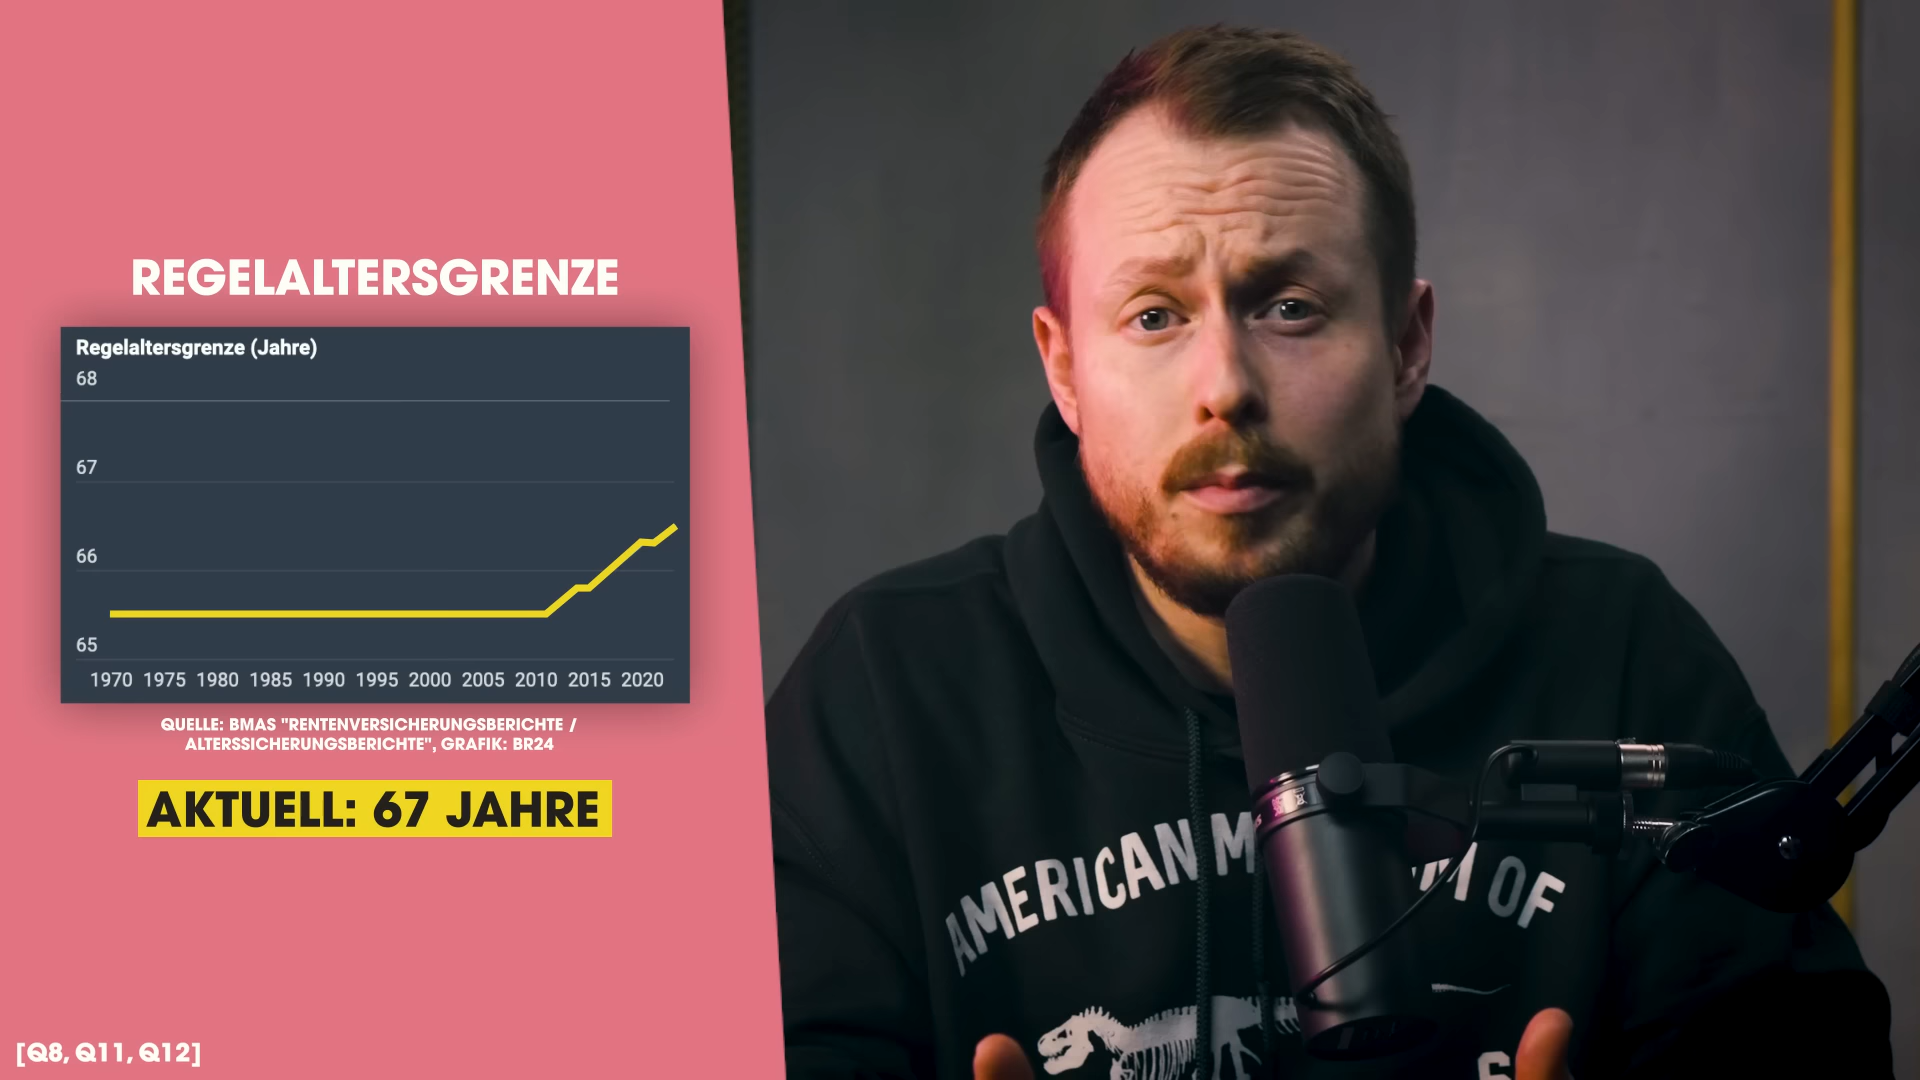 REGELALTERSGRENZE
Regelaltersgrenze (Jahre)
68
67
66
65
1970 1975 1980 1985 1990 1995 2000 2005 2010 2015 2020
QUELLE: BMAS "RENTENVERSICHERUNGSBERICHTE /
ALTERSSICHERUNGSBERICHTE", GRAFIK: BR24
AKTUELL: 67 JAHRE
[Q8, Q11, Q12]
AMERICAN M
OF